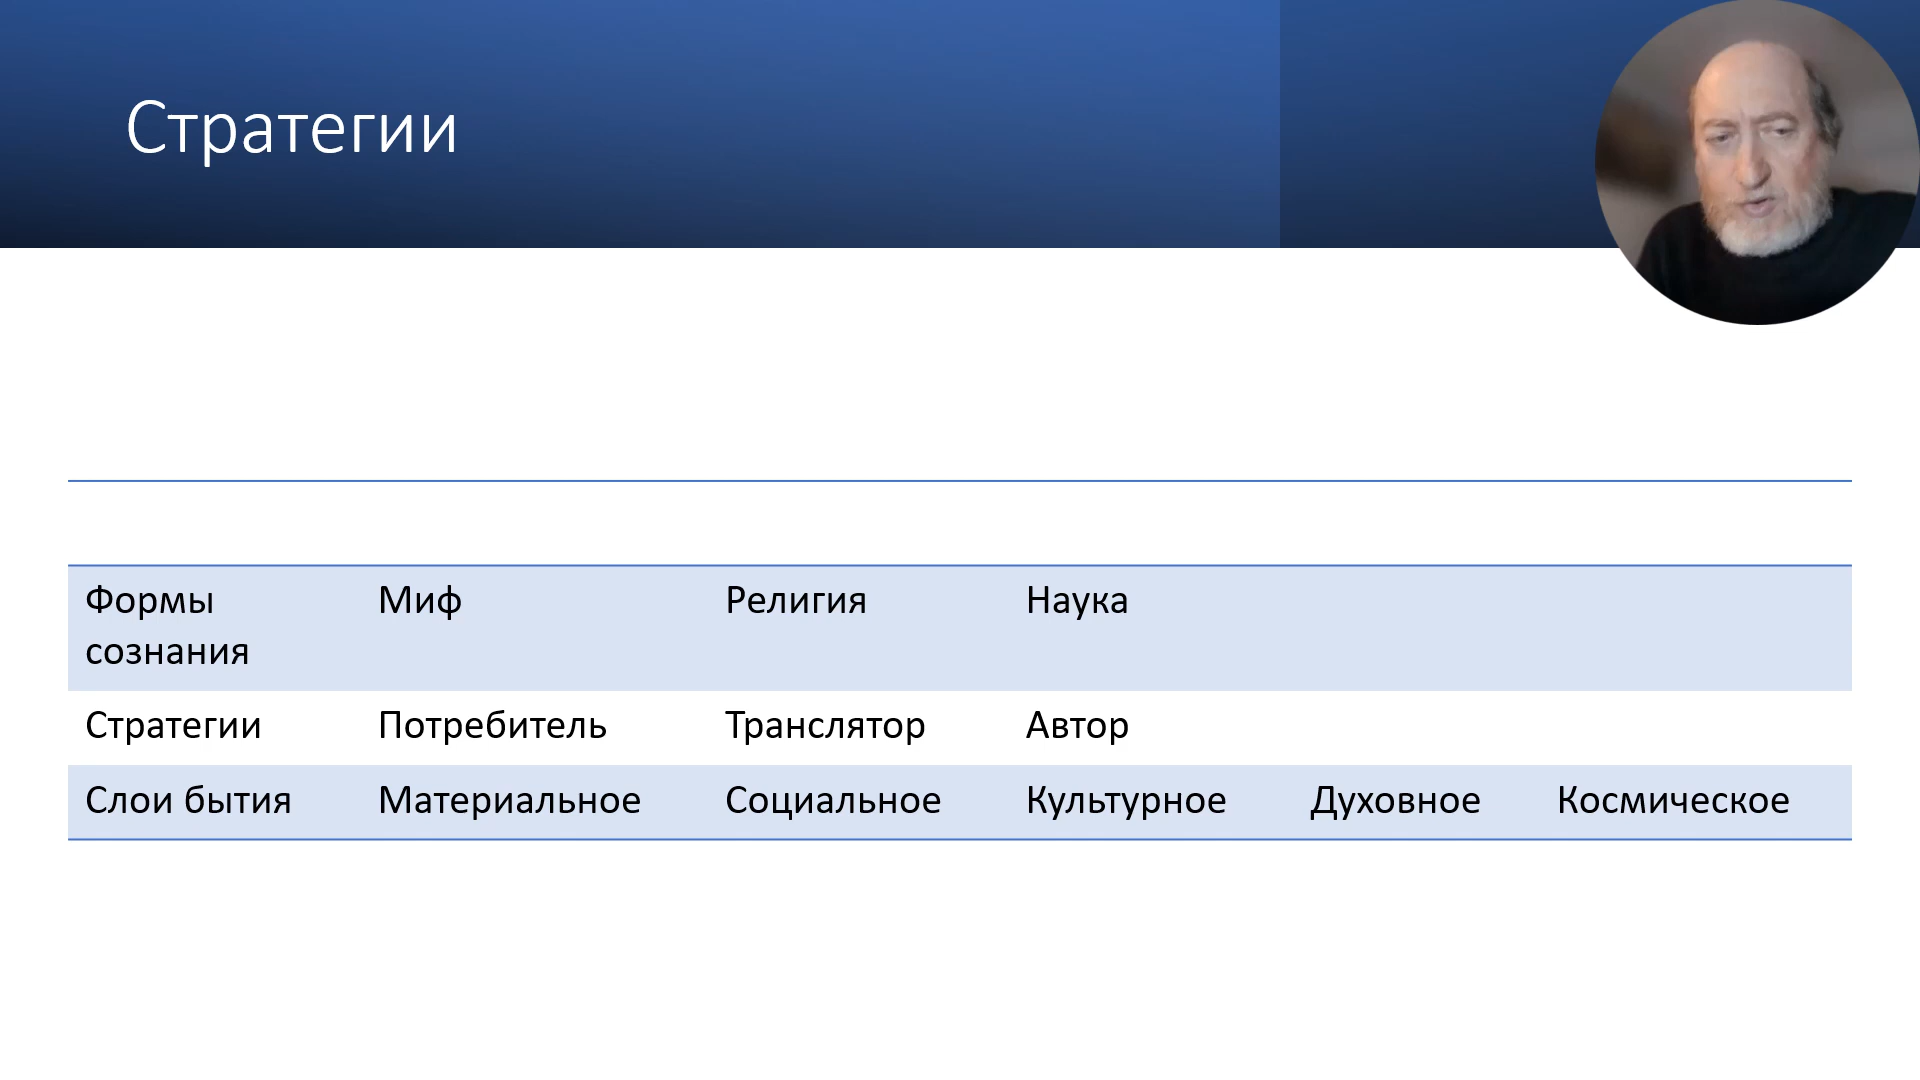 Стратегии
Формы Миф Религия Наука
сознания
Стратегии Потребитель Транслятор Автор
Слои бытия Материальное Социальное Культурное Духовное Космическое